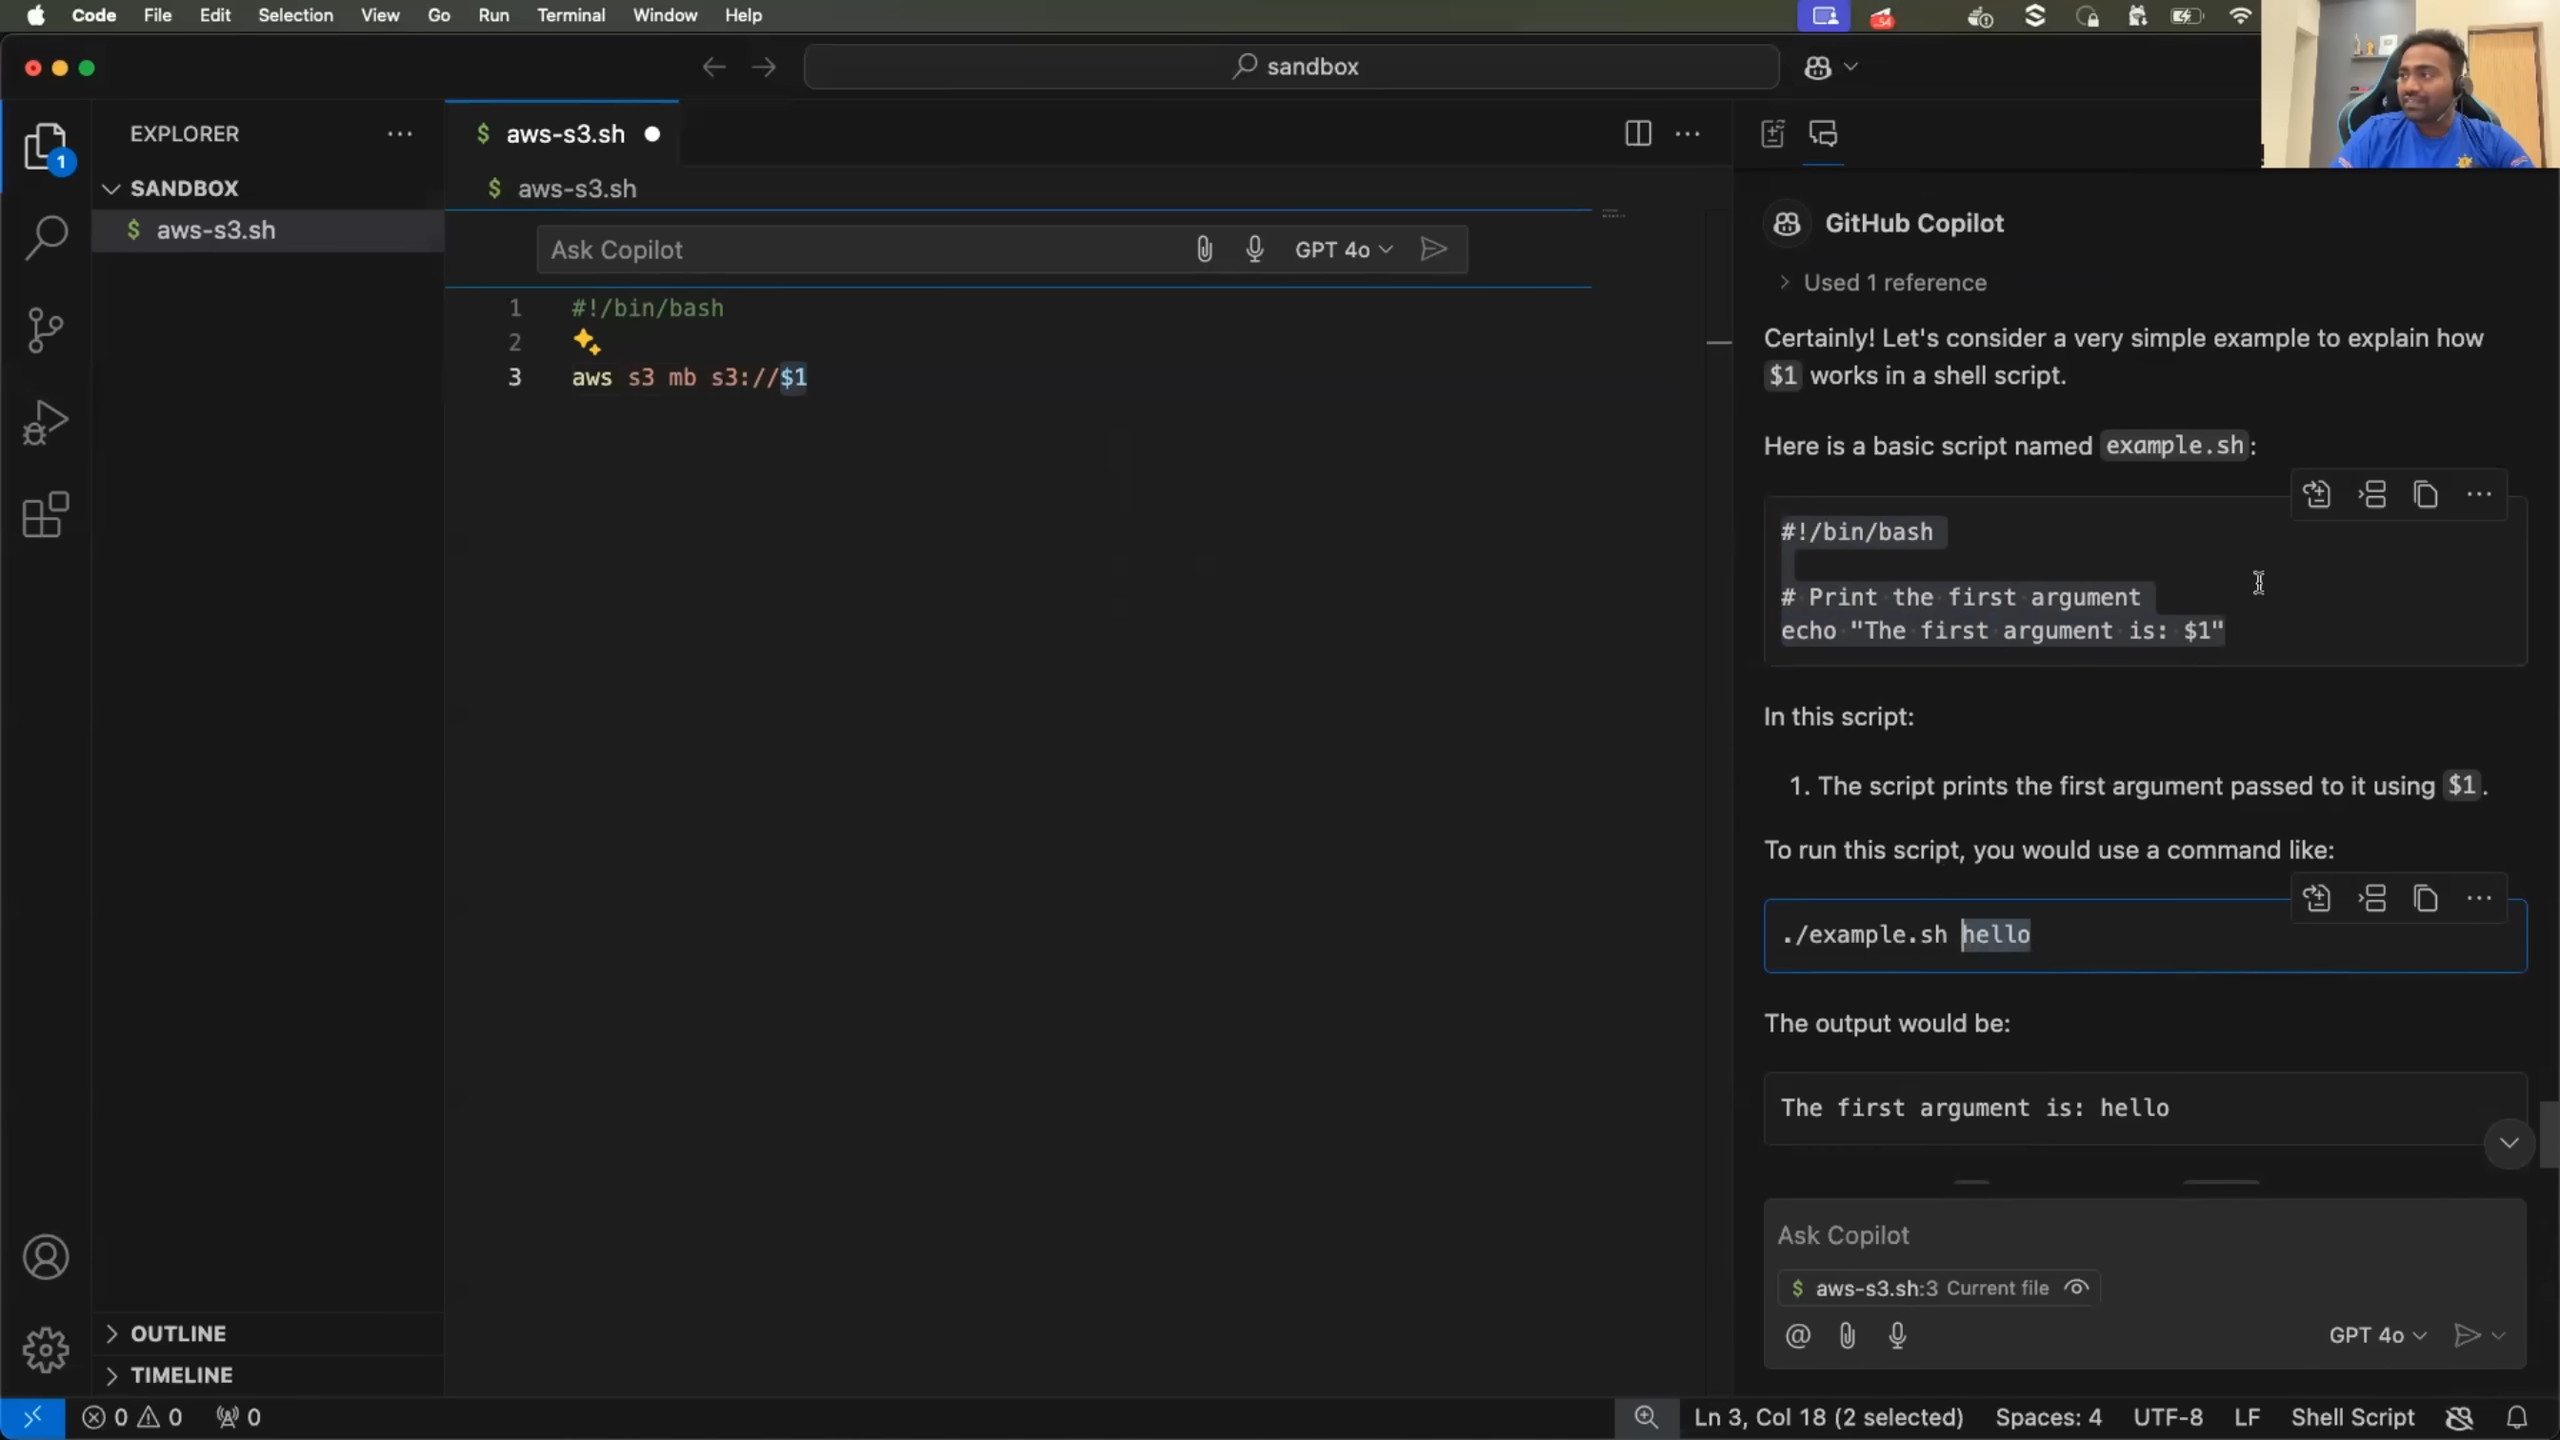 Code File Edit Selection View Go Run Terminal Window Help
54
sandbox
EXPLORER
1
SANDBOX
$ aws-s3.sh
$ aws-s3.sh
$ aws-s3.sh
Ask Copilot GPT 4o
1 #!/bin/bash
2
3 aws s3 mb s3://$1
GitHub Copilot
Used 1 reference
Certainly! Let's consider a very simple example to explain how
$1 works in a shell script.
Here is a basic script named example.sh:
#!/bin/bash
# Print the first argument
echo "The first argument is: $1"
In this script:
1. The script prints the first argument passed to it using $1.
To run this script, you would use a command like:
./example.sh hello
The output would be:
The first argument is: hello
Ask Copilot
$ aws-s3.sh:3 Current file
@ GPT 4o
OUTLINE
TIMELINE
0 0 0
Ln 3, Col 18 (2 selected) Spaces: 4 UTF-8 LF Shell Script